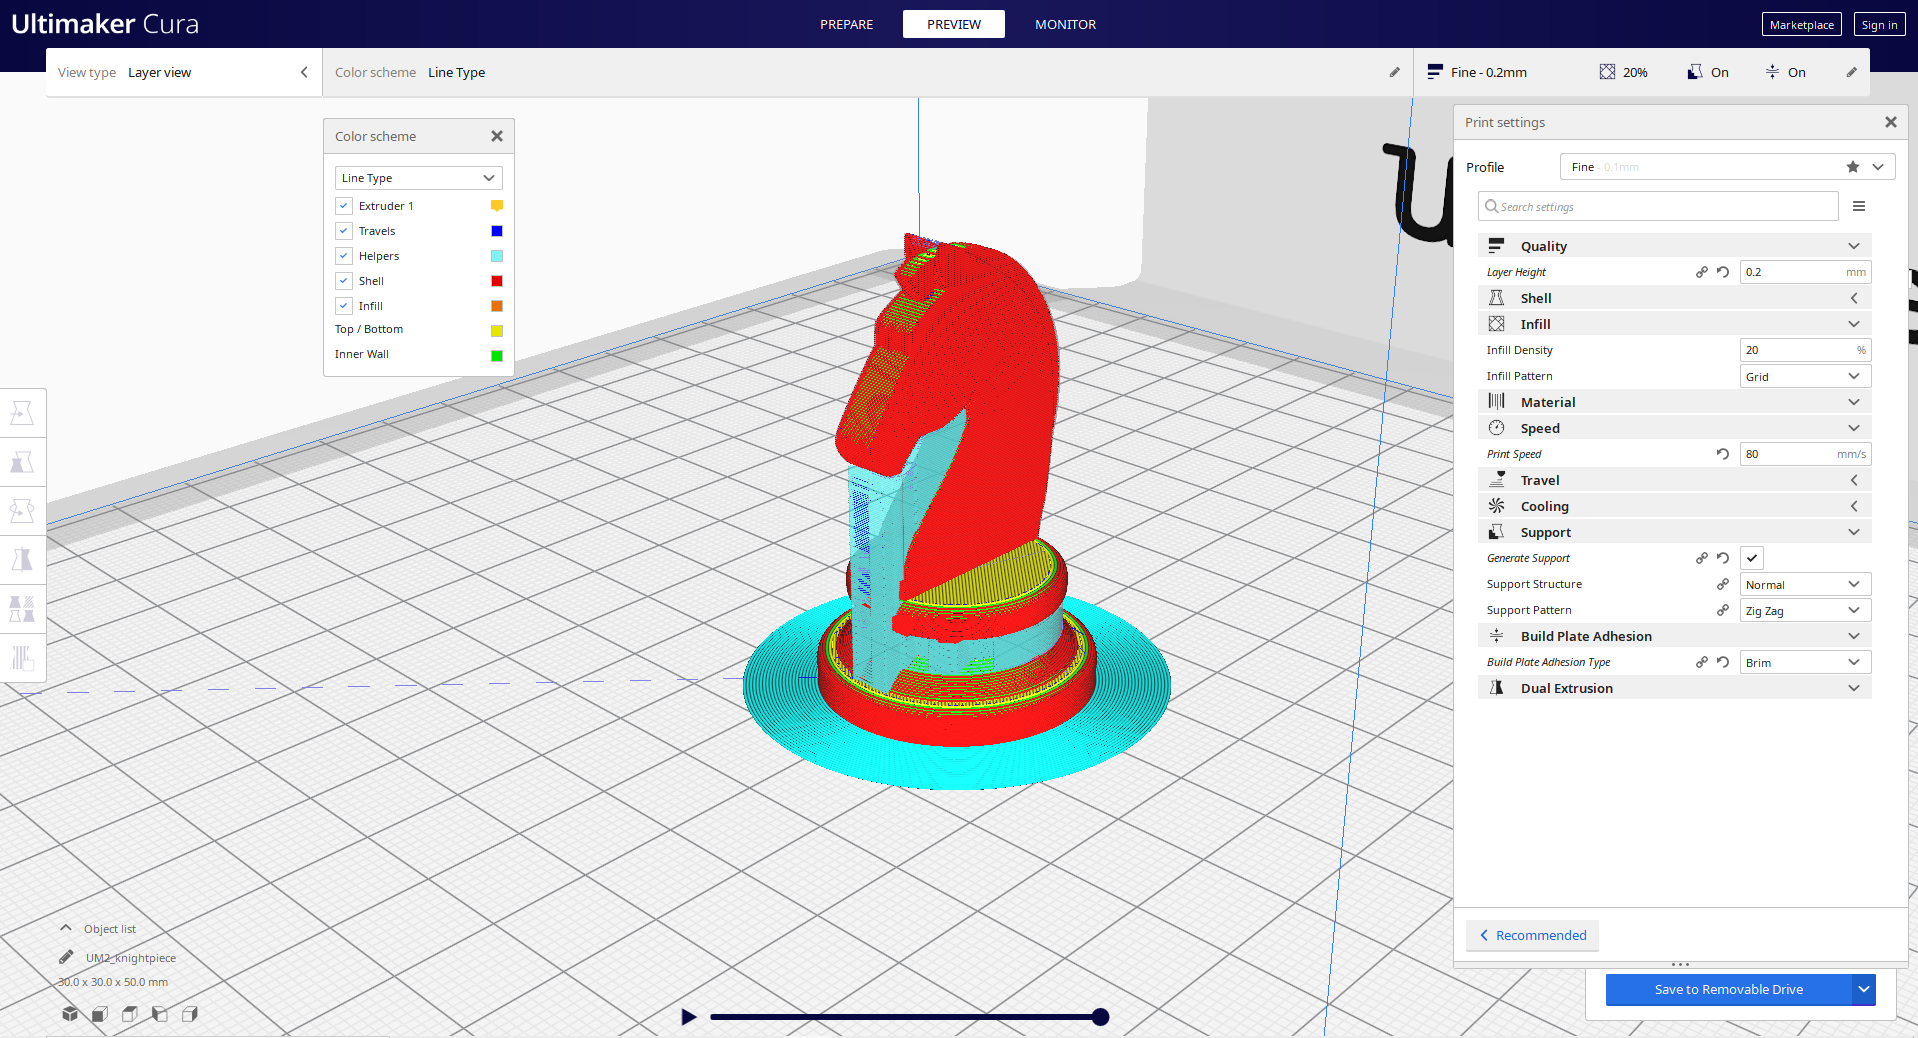 Ultimaker Cura
PREPARE
PREVIEW
MONITOR
Marketplace
Sign in
View type Layer view
Color scheme Line Type
Fine - 0.2mm
20%
On
On
Color scheme
Line Type
Extruder 1
Travels
Helpers
Shell
Infill
Top / Bottom
Inner Wall
Print settings
Profile
Fine - 0.1mm
Search settings
Quality
Layer Height
0.2 mm
Shell
Infill
Infill Density
20 %
Infill Pattern
Grid
Material
Speed
Print Speed
80 mm/s
Travel
Cooling
Support
Generate Support
Support Structure
Normal
Support Pattern
Zig Zag
Build Plate Adhesion
Build Plate Adhesion Type
Brim
Dual Extrusion
Recommended
Save to Removable Drive
Object list
UM2_knightpiece
30.0 x 30.0 x 50.0 mm